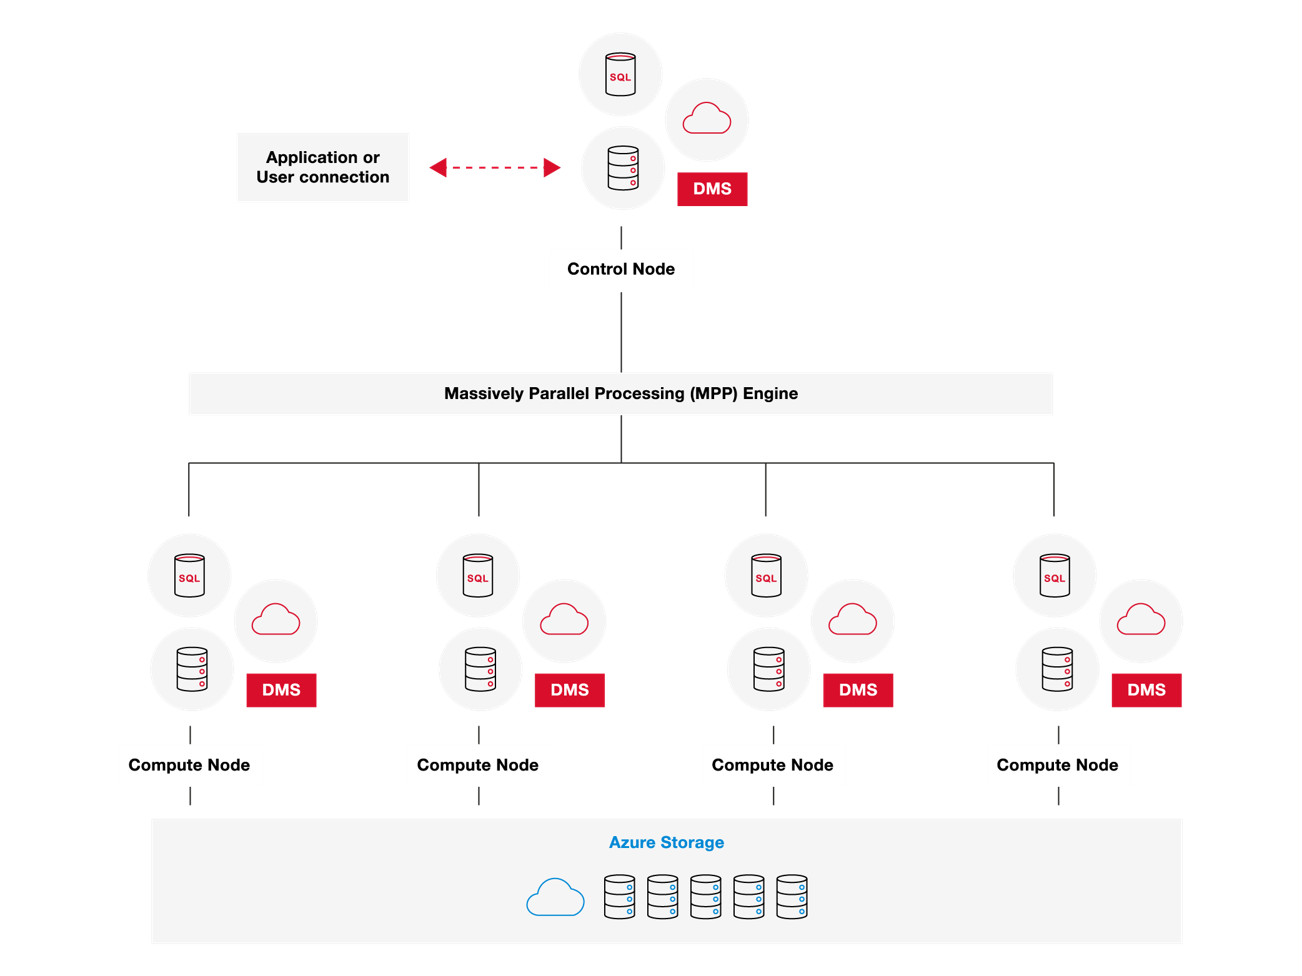 SQL
Application or
User connection
DMS
Control Node
Massively Parallel Processing (MPP) Engine
SQL
SQL
SQL
SQL
DMS
DMS
DMS
DMS
Compute Node
Compute Node
Compute Node
Compute Node
Azure Storage